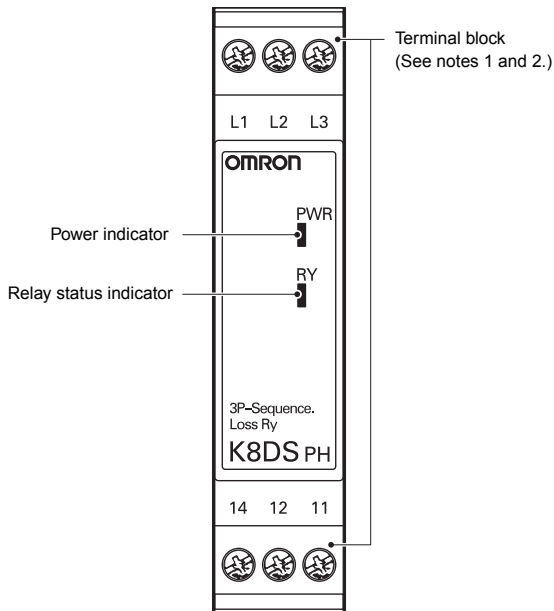 Terminal block
(See notes 1 and 2.)
L1 L2 L3
OMRON
PWR
Power indicator
RY
Relay status indicator
3P-Sequence.
Loss Ry
K8DS PH
14 12 11